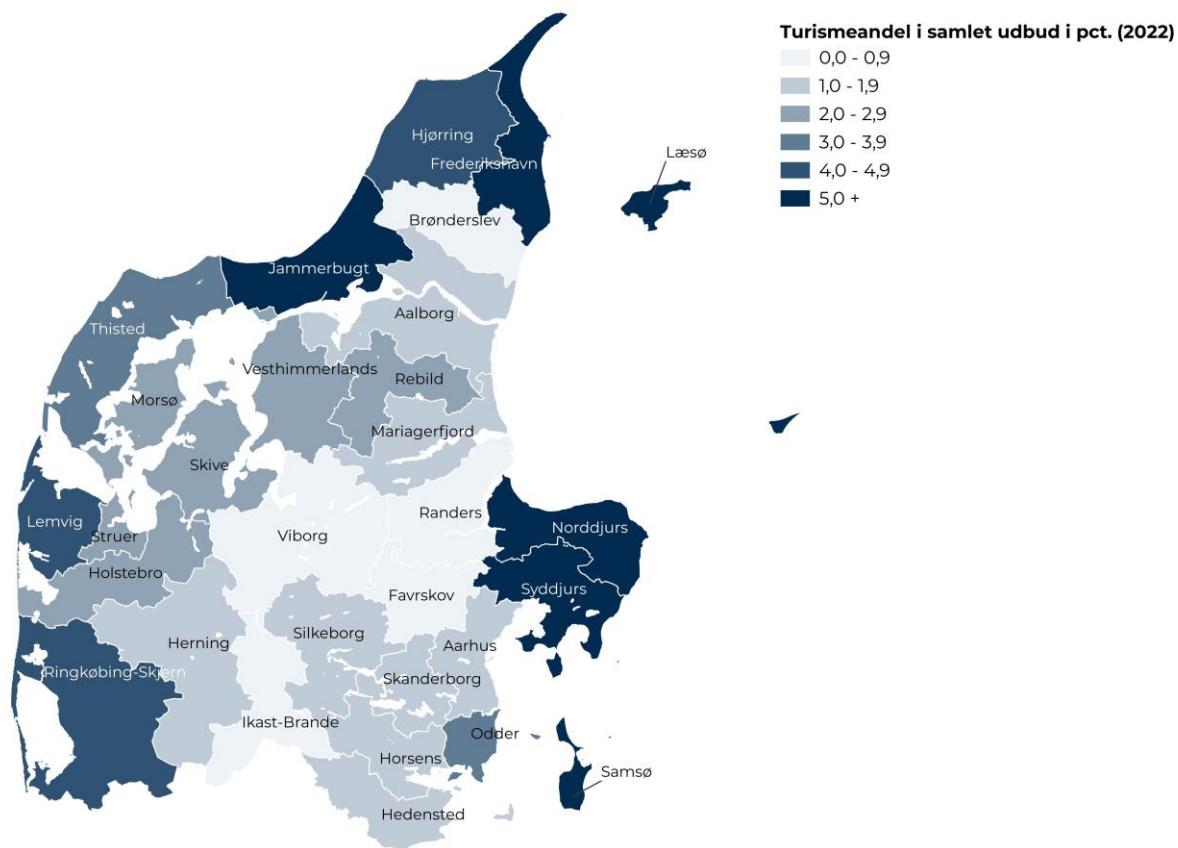 Turismeandel i samlet udbud i pct. (2022)
0,0 - 0,9
1,0 - 1,9
2,0 - 2,9
3,0 - 3,9
4,0 - 4,9
5,0 +
Hjørring
Læsø
Frederikshavn
Brønderslev
Jammerbugt
Aalborg
Thisted
Vesthimmerlands
Rebild
Morsø
Mariagerfjord
Skive
Randers
Lemvig
Norddjurs
Struer
Viborg
Holstebro
Syddjurs
Favrskov
Silkeborg
Herning
Aarhus
Ringkøbing-Skjern
Skanderborg
Ikast-Brande
Odder
Horsens
Samsø
Hedensted